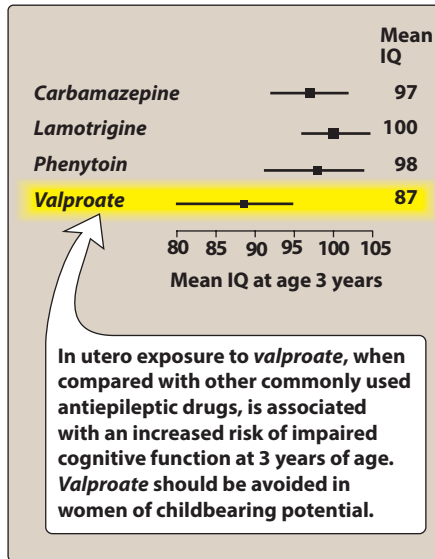 Mean
IQ
Carbamazepine 97
Lamotrigine 100
Phenytoin 98
Valproate 87
80 85 90 95 100 105
Mean IQ at age 3 years
In utero exposure to valproate, when
compared with other commonly used
antiepileptic drugs, is associated
with an increased risk of impaired
cognitive function at 3 years of age.
Valproate should be avoided in
women of childbearing potential.